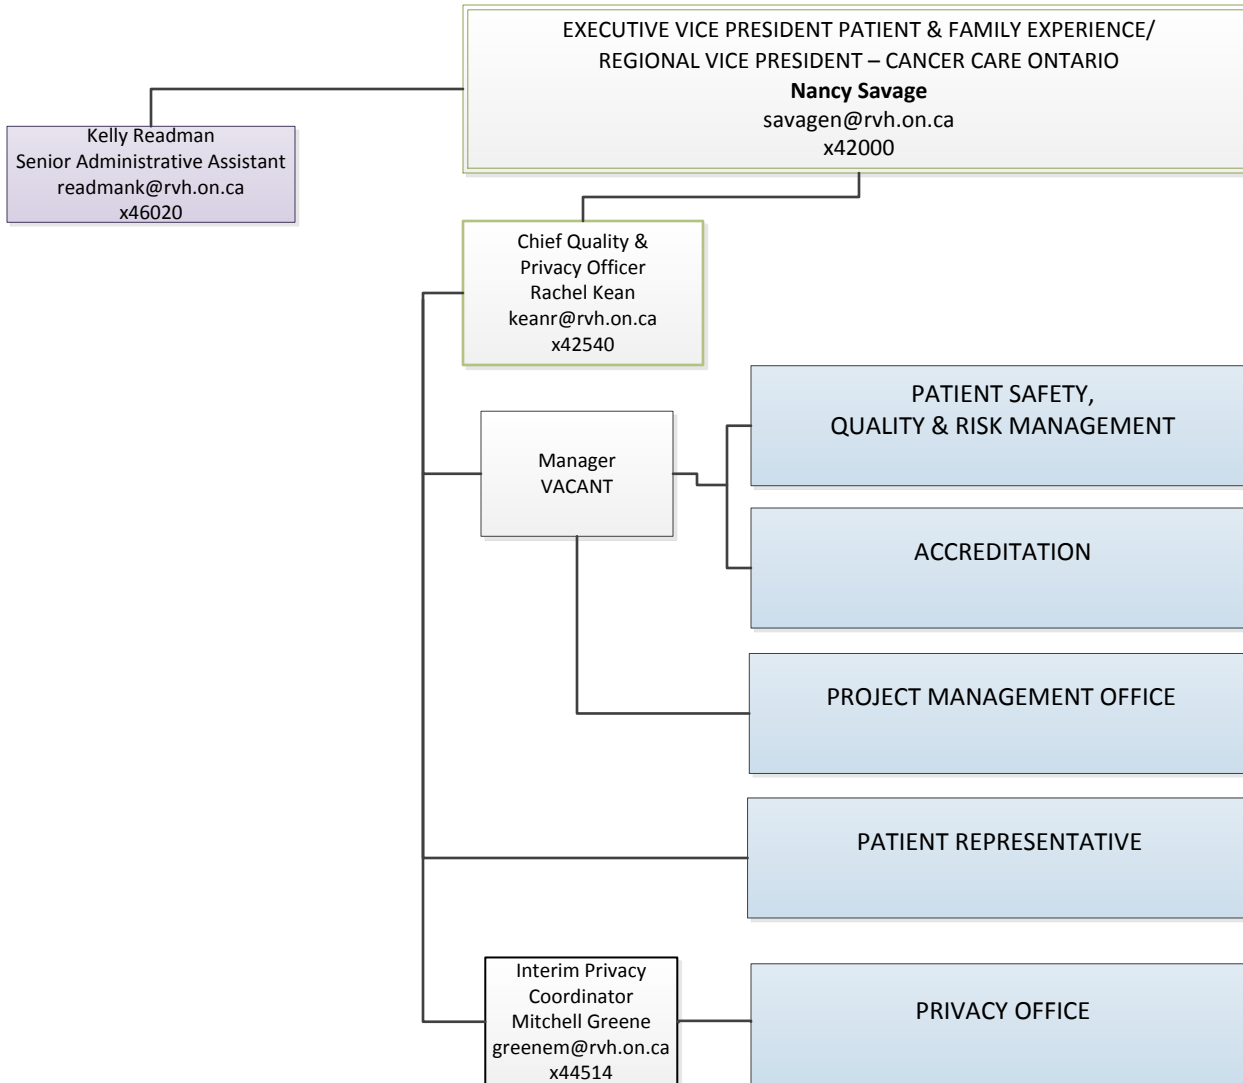 EXECUTIVE VICE PRESIDENT PATIENT & FAMILY EXPERIENCE/
REGIONAL VICE PRESIDENT – CANCER CARE ONTARIO
Nancy Savage
savagen@rvh.on.ca
x42000
Kelly Readman
Senior Administrative Assistant
readmank@rvh.on.ca
x46020
Chief Quality &
Privacy Officer
Rachel Kean
keanr@rvh.on.ca
x42540
Manager
VACANT
PATIENT SAFETY,
QUALITY & RISK MANAGEMENT
ACCREDITATION
PROJECT MANAGEMENT OFFICE
PATIENT REPRESENTATIVE
Interim Privacy
Coordinator
Mitchell Greene
greenem@rvh.on.ca
x44514
PRIVACY OFFICE